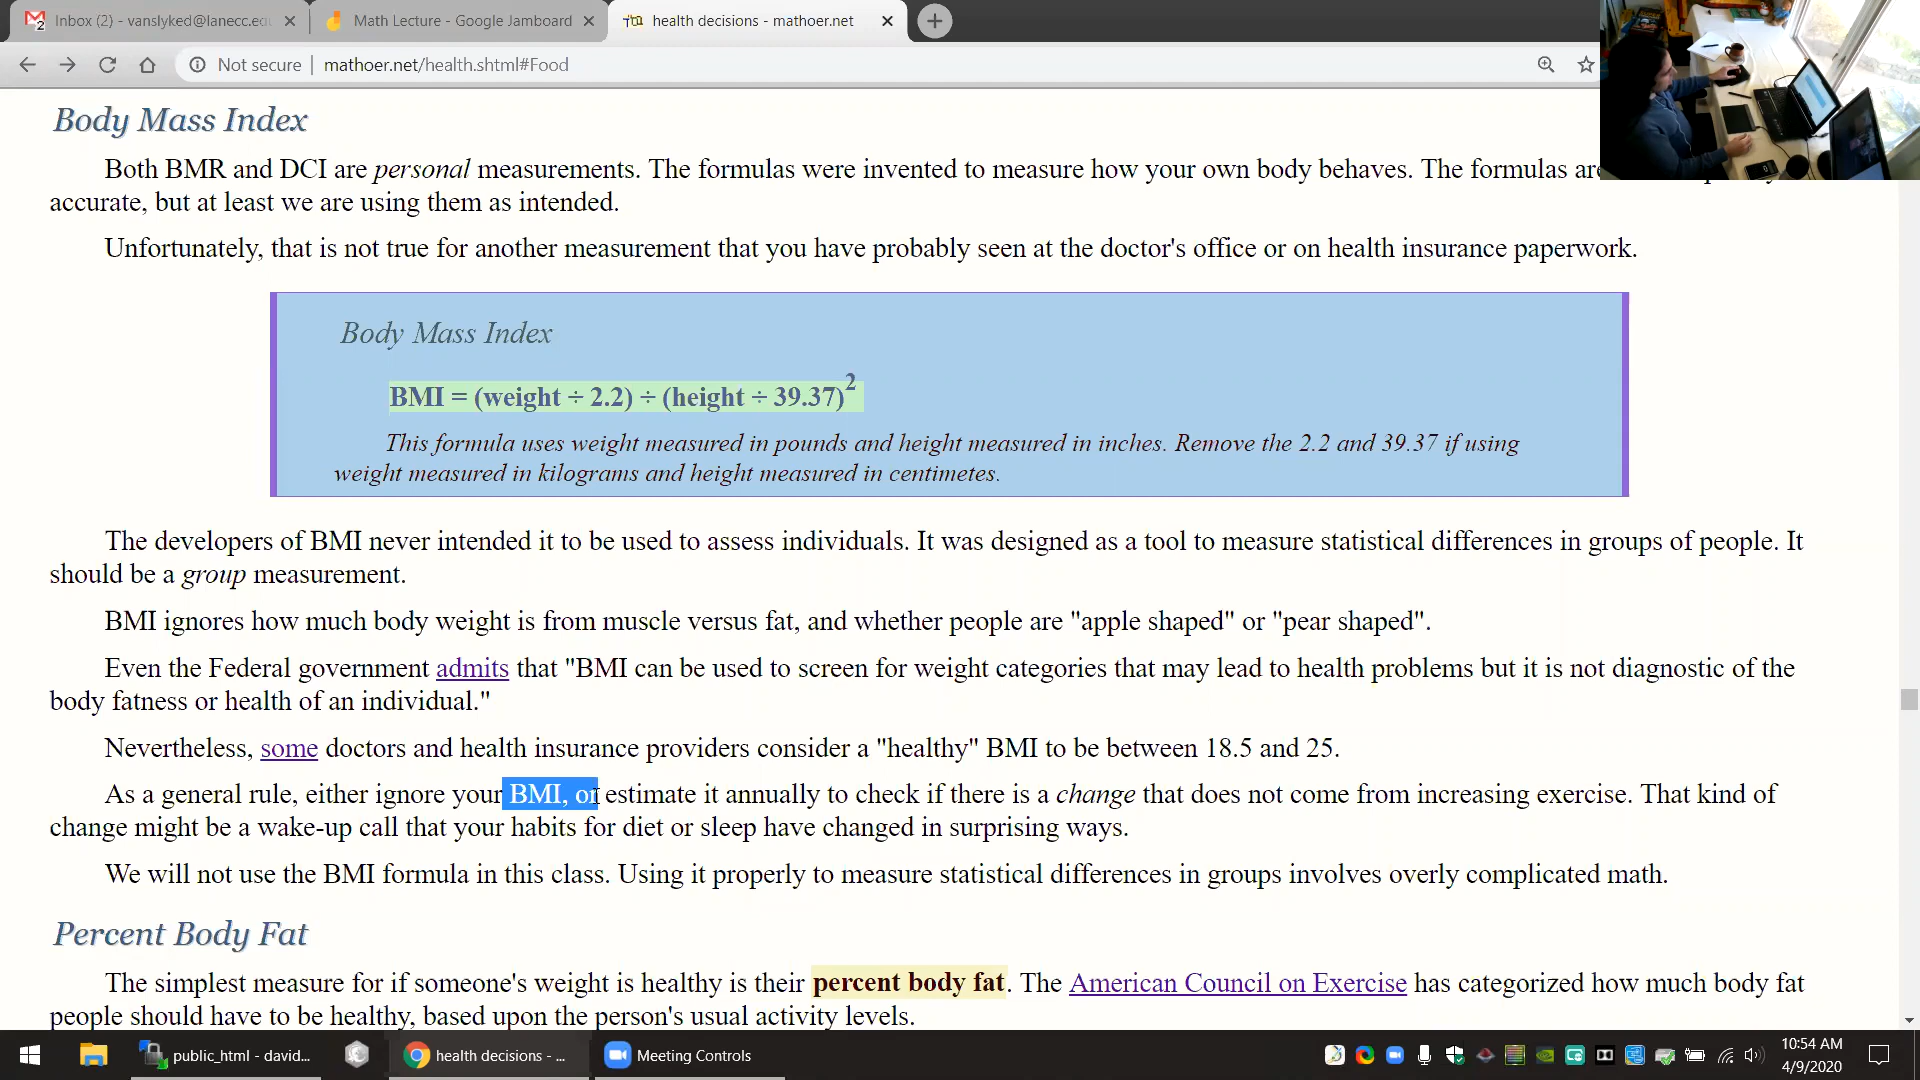 Inbox (2) - vanslyked@lanecc.edu
Math Lecture - Google Jamboard
health decisions - mathoer.net
Not secure | mathoer.net/health.shtml#Food
Body Mass Index
Both BMR and DCI are personal measurements. The formulas were invented to measure how your own body behaves. The formulas are
accurate, but at least we are using them as intended.
Unfortunately, that is not true for another measurement that you have probably seen at the doctor's office or on health insurance paperwork.
Body Mass Index
BMI = (weight ÷ 2.2) ÷ (height ÷ 39.37)²
This formula uses weight measured in pounds and height measured in inches. Remove the 2.2 and 39.37 if using
weight measured in kilograms and height measured in centimetes.
The developers of BMI never intended it to be used to assess individuals. It was designed as a tool to measure statistical differences in groups of people. It
should be a group measurement.
BMI ignores how much body weight is from muscle versus fat, and whether people are "apple shaped" or "pear shaped".
Even the Federal government admits that "BMI can be used to screen for weight categories that may lead to health problems but it is not diagnostic of the
body fatness or health of an individual."
Nevertheless, some doctors and health insurance providers consider a "healthy" BMI to be between 18.5 and 25.
As a general rule, either ignore your BMI, or estimate it annually to check if there is a change that does not come from increasing exercise. That kind of
change might be a wake-up call that your habits for diet or sleep have changed in surprising ways.
We will not use the BMI formula in this class. Using it properly to measure statistical differences in groups involves overly complicated math.
Percent Body Fat
The simplest measure for if someone's weight is healthy is their percent body fat. The American Council on Exercise has categorized how much body fat
people should have to be healthy, based upon the person's usual activity levels.
public_html - david...
health decisions - ...
Meeting Controls
10:54 AM
4/9/2020